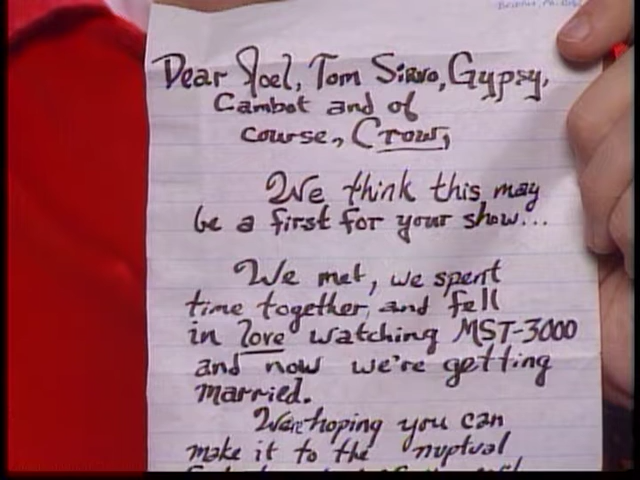 Dear Joel, Tom Sirvo, Gypsy,
Cambot and of
course, Crow,
We think this may
be a first for your show...
We met, we spent
time together, and fell
in love watching MST-3000
and now we're getting
married.
We're hoping you can
make it to the nuptual